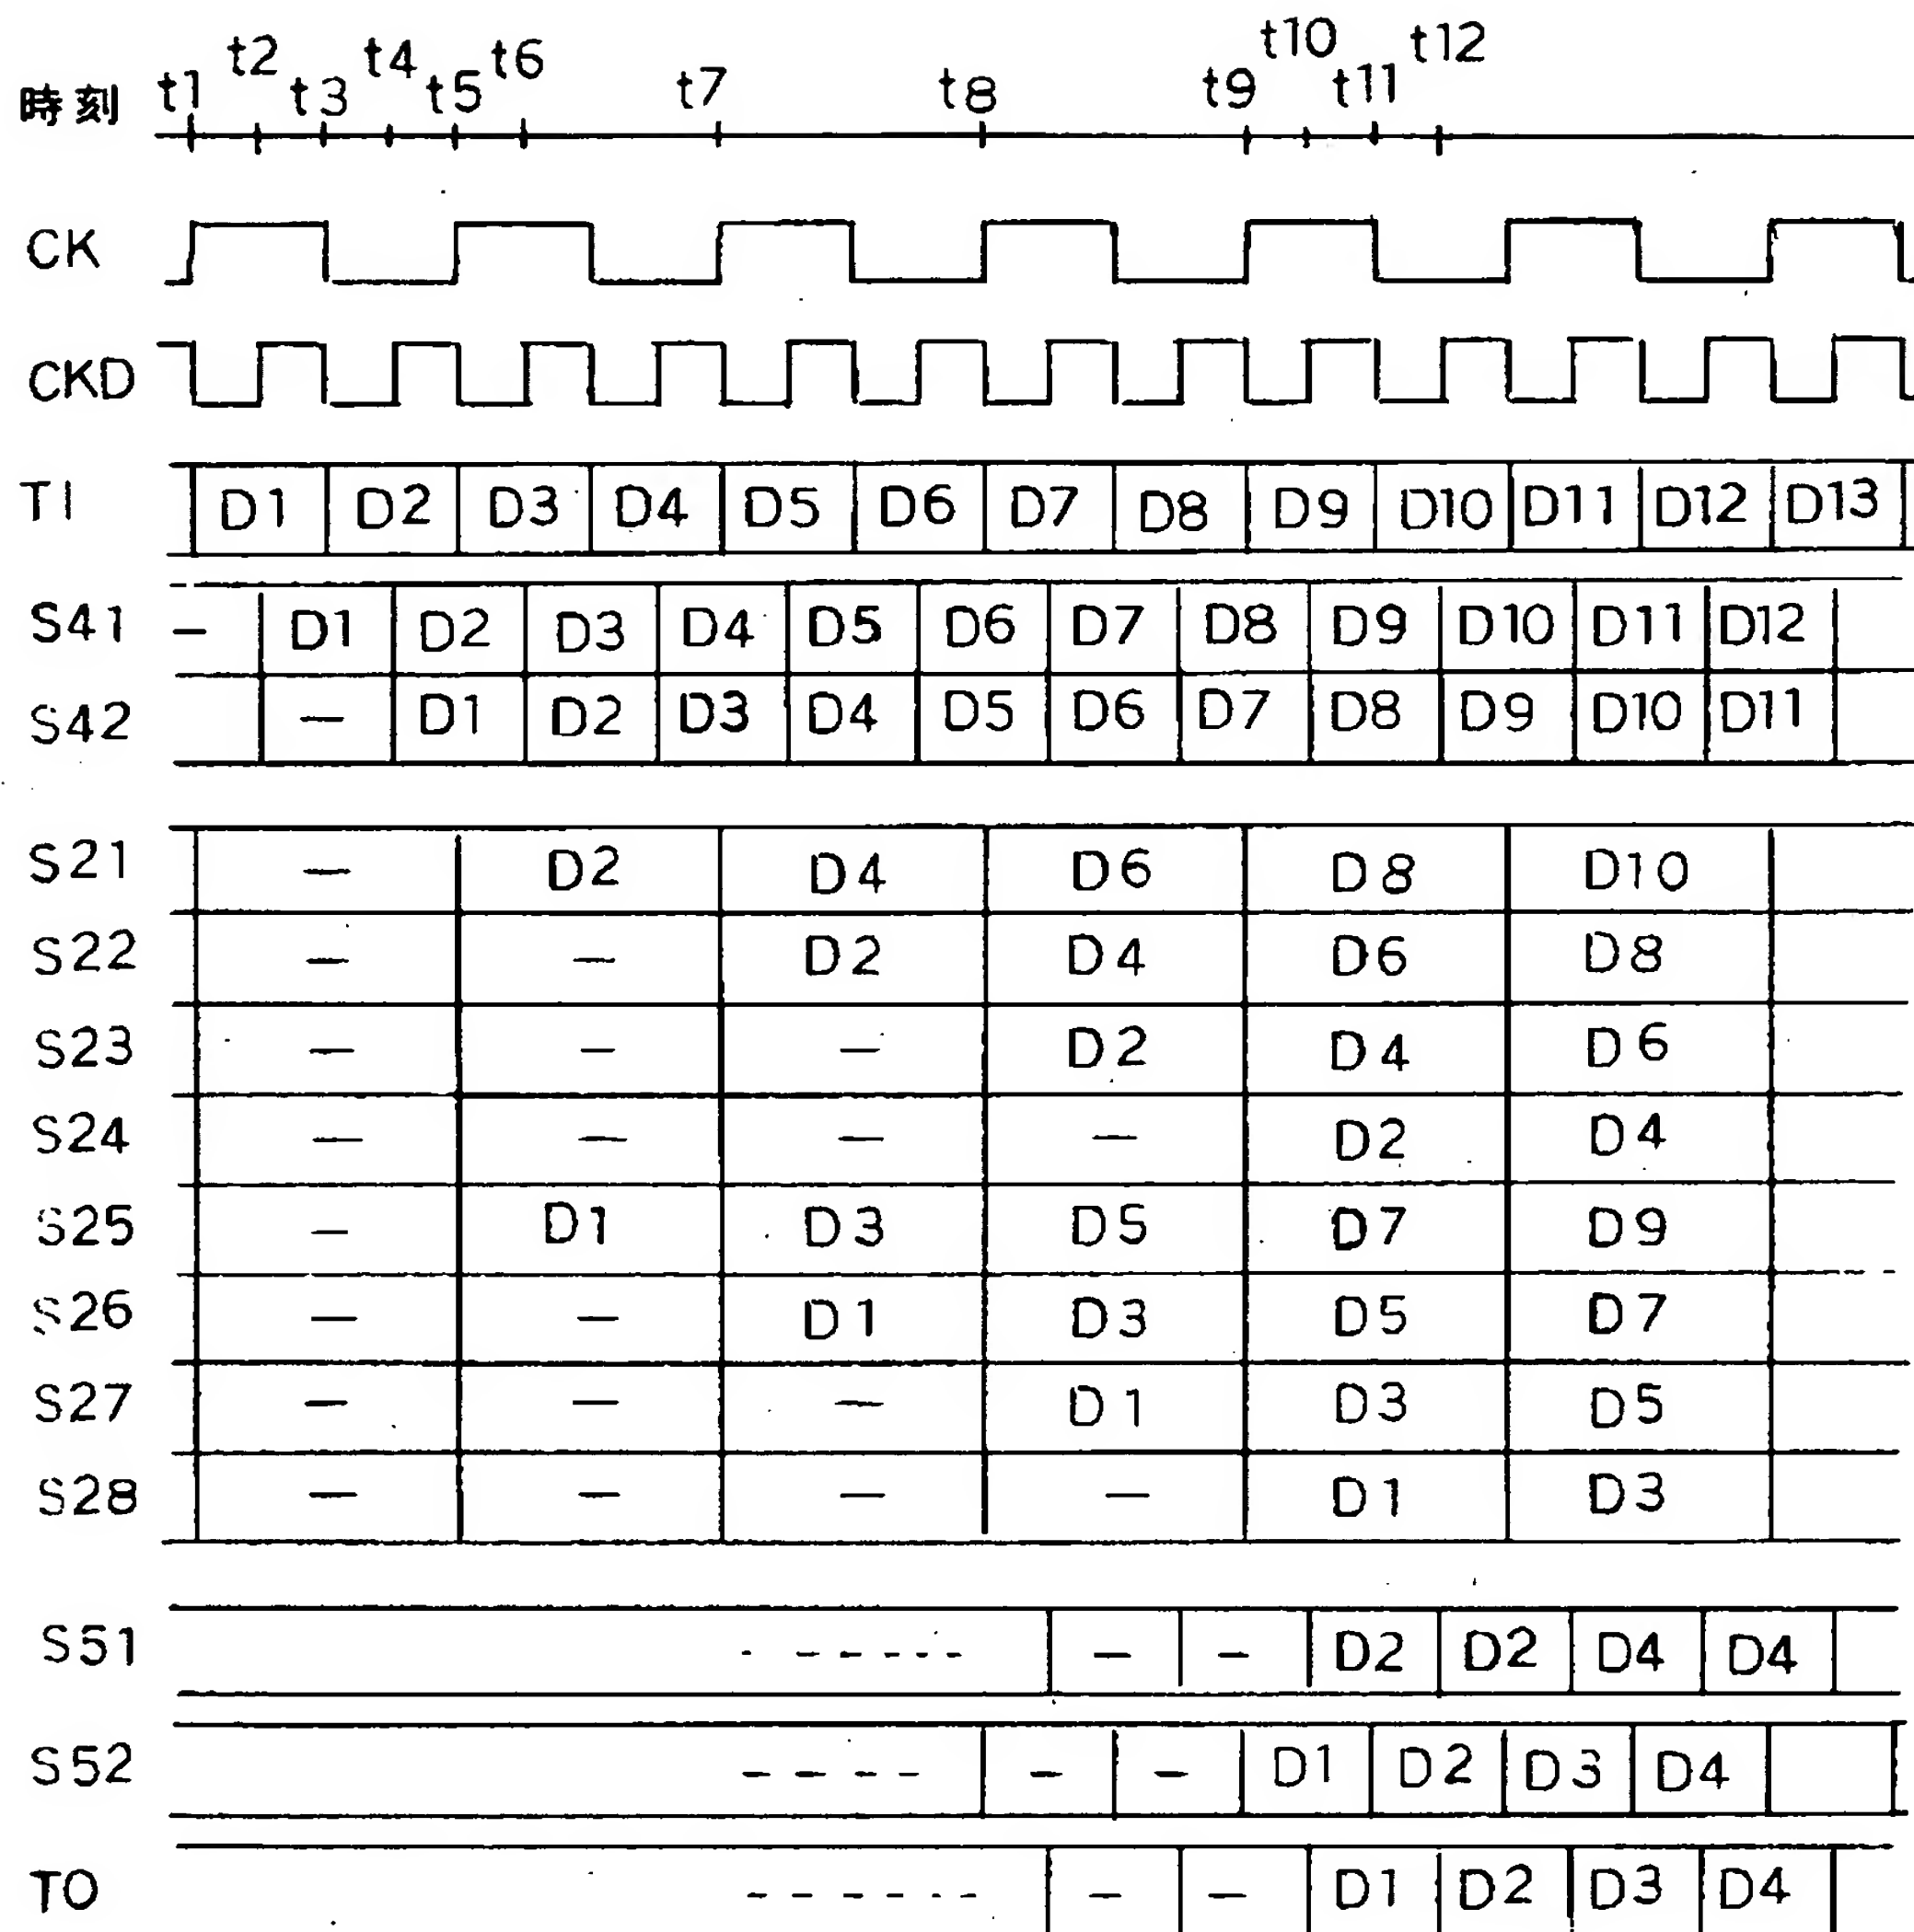 時刻 t1 t2 t3 t4 t5 t6 t7 t8 t9 t10 t11 t12
CK
CKD
TI D1 D2 D3 D4 D5 D6 D7 D8 D9 D10 D11 D12 D13
S41 — D1 D2 D3 D4 D5 D6 D7 D8 D9 D10 D11 D12
S42 — D1 D2 D3 D4 D5 D6 D7 D8 D9 D10 D11
S21 — D2 D4 D6 D8 D10
S22 — — D2 D4 D6 D8
S23 — — — D2 D4 D6
S24 — — — — D2 D4
S25 — D1 D3 D5 D7 D9
S26 — — D1 D3 D5 D7
S27 — — — D1 D3 D5
S28 — — — — D1 D3
S51 - - - - - - — — D2 D2 D4 D4
S52 - - - - — — D1 D2 D3 D4
TO - - - - - - — — D1 D2 D3 D4